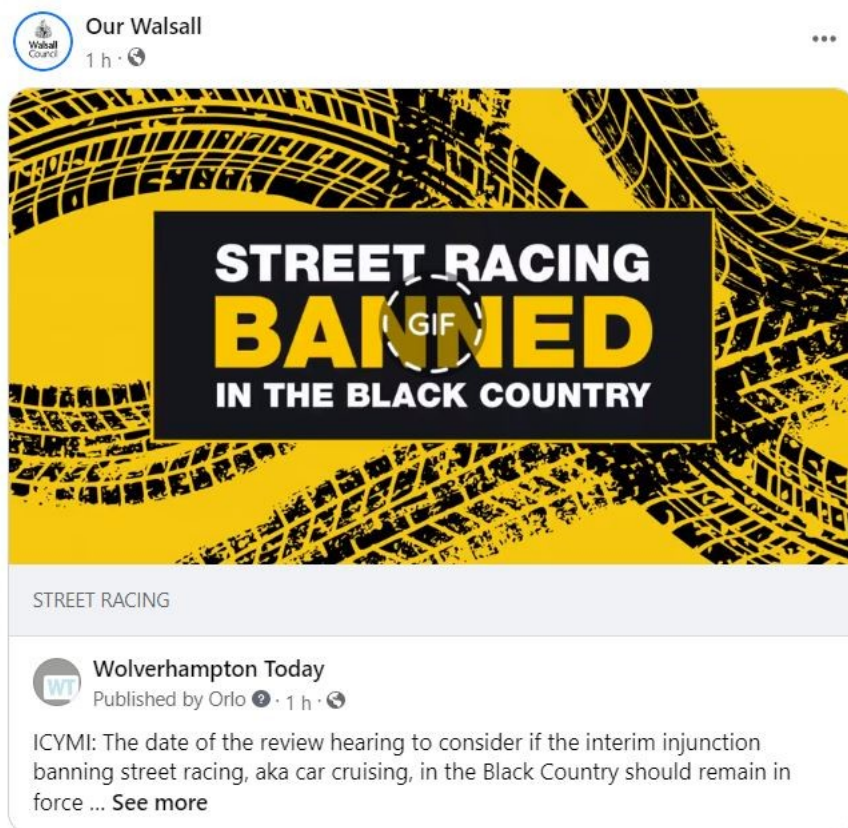 Our Walsall
Walsall
Council
1 h ·
STREET RACING
BANNED
GIF
IN THE BLACK COUNTRY
STREET RACING
Wolverhampton Today
WT
Published by Orlo ? · 1 h ·
ICYMI: The date of the review hearing to consider if the interim injunction
banning street racing, aka car cruising, in the Black Country should remain in
force ... See more